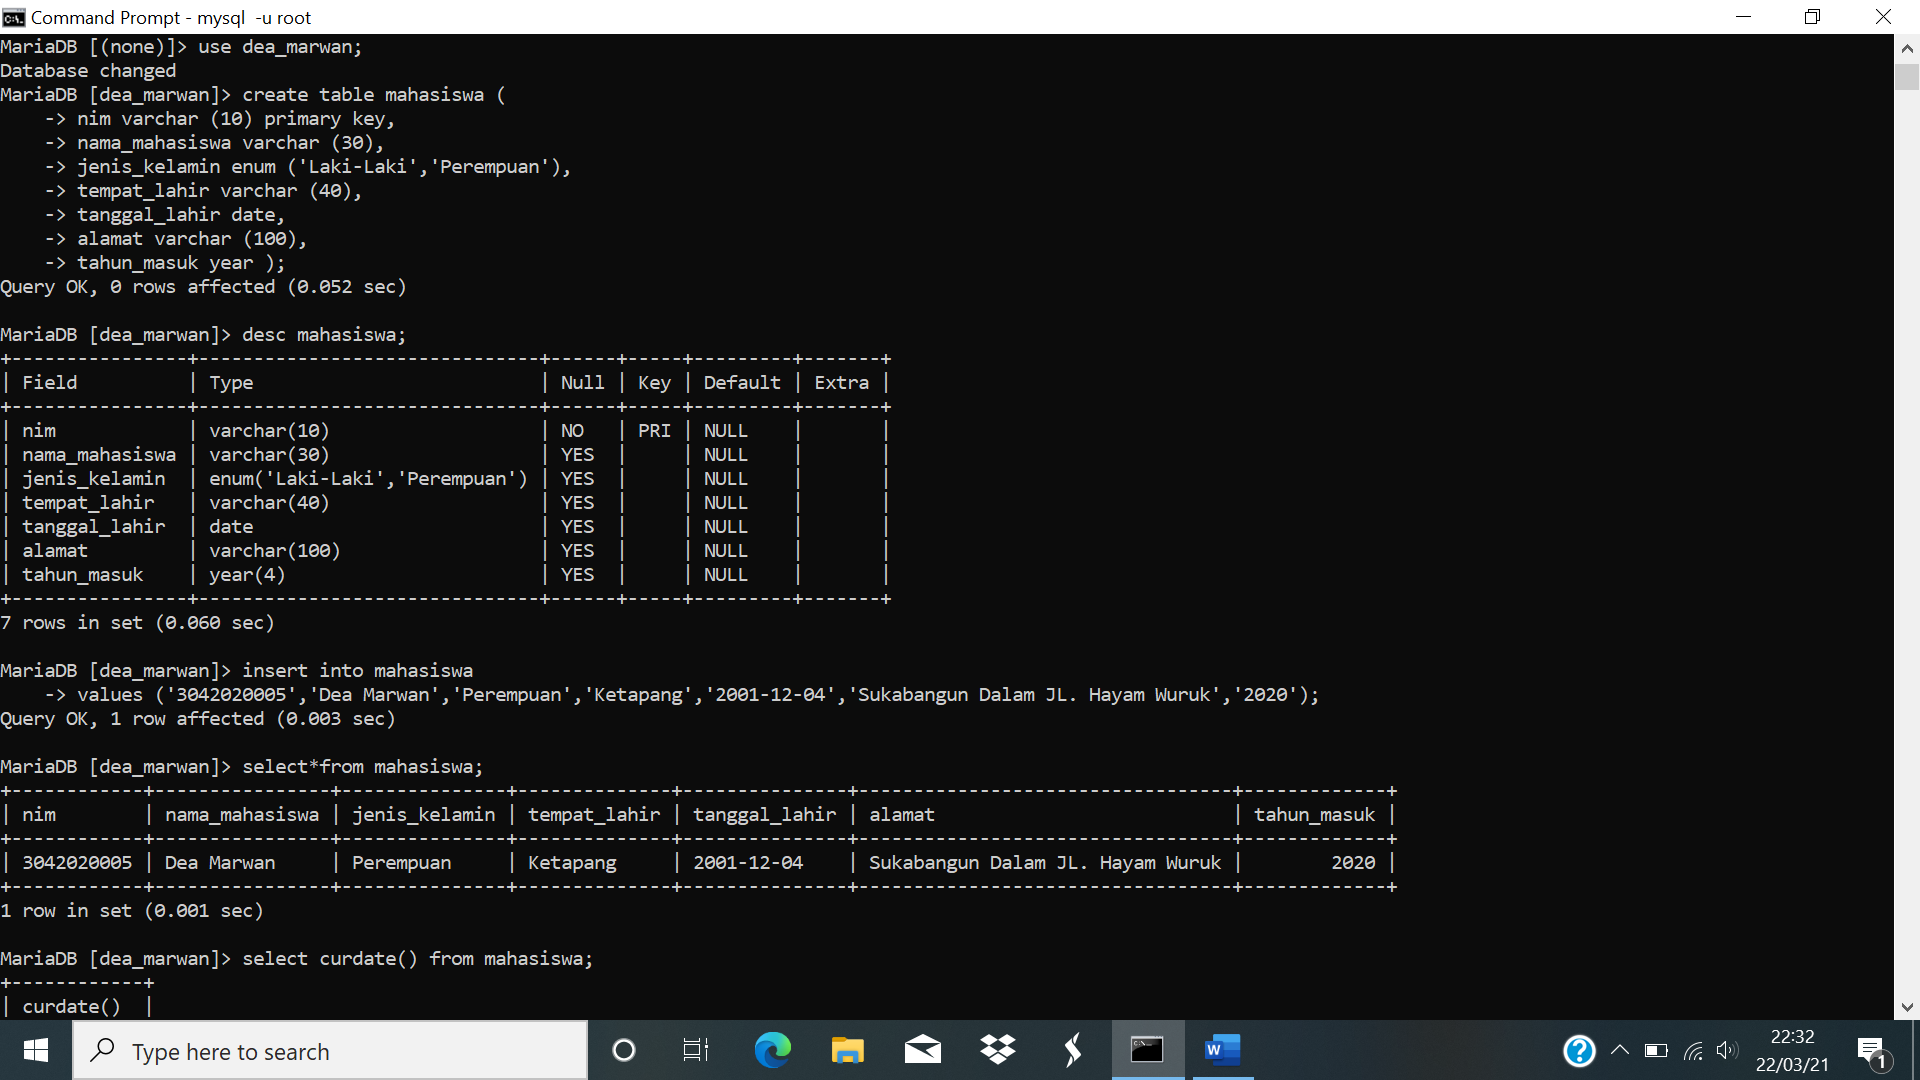 Command Prompt - mysql  -u root
MariaDB [(none)]> use dea_marwan;
Database changed
MariaDB [dea_marwan]> create table mahasiswa (
    -> nim varchar (10) primary key,
    -> nama_mahasiswa varchar (30),
    -> jenis_kelamin enum ('Laki-Laki','Perempuan'),
    -> tempat_lahir varchar (40),
    -> tanggal_lahir date,
    -> alamat varchar (100),
    -> tahun_masuk year );
Query OK, 0 rows affected (0.052 sec)
MariaDB [dea_marwan]> desc mahasiswa;
+----------------+-------------------------------+------+-----+---------+-------+
| Field          | Type                          | Null | Key | Default | Extra |
+----------------+-------------------------------+------+-----+---------+-------+
| nim            | varchar(10)                   | NO   | PRI | NULL    |       |
| nama_mahasiswa | varchar(30)                   | YES  |     | NULL    |       |
| jenis_kelamin  | enum('Laki-Laki','Perempuan') | YES  |     | NULL    |       |
| tempat_lahir   | varchar(40)                   | YES  |     | NULL    |       |
| tanggal_lahir  | date                          | YES  |     | NULL    |       |
| alamat         | varchar(100)                  | YES  |     | NULL    |       |
| tahun_masuk    | year(4)                       | YES  |     | NULL    |       |
+----------------+-------------------------------+------+-----+---------+-------+
7 rows in set (0.060 sec)
MariaDB [dea_marwan]> insert into mahasiswa
    -> values ('3042020005','Dea Marwan','Perempuan','Ketapang','2001-12-04','Sukabangun Dalam JL. Hayam Wuruk','2020');
Query OK, 1 row affected (0.003 sec)
MariaDB [dea_marwan]> select*from mahasiswa;
+------------+----------------+---------------+--------------+---------------+----------------------------------+-------------+
| nim        | nama_mahasiswa | jenis_kelamin | tempat_lahir | tanggal_lahir | alamat                           | tahun_masuk |
+------------+----------------+---------------+--------------+---------------+----------------------------------+-------------+
| 3042020005 | Dea Marwan     | Perempuan     | Ketapang     | 2001-12-04    | Sukabangun Dalam JL. Hayam Wuruk |        2020 |
+------------+----------------+---------------+--------------+---------------+----------------------------------+-------------+
1 row in set (0.001 sec)
MariaDB [dea_marwan]> select curdate() from mahasiswa;
+------------+
| curdate()  |
Type here to search
22:32
22/03/21
1